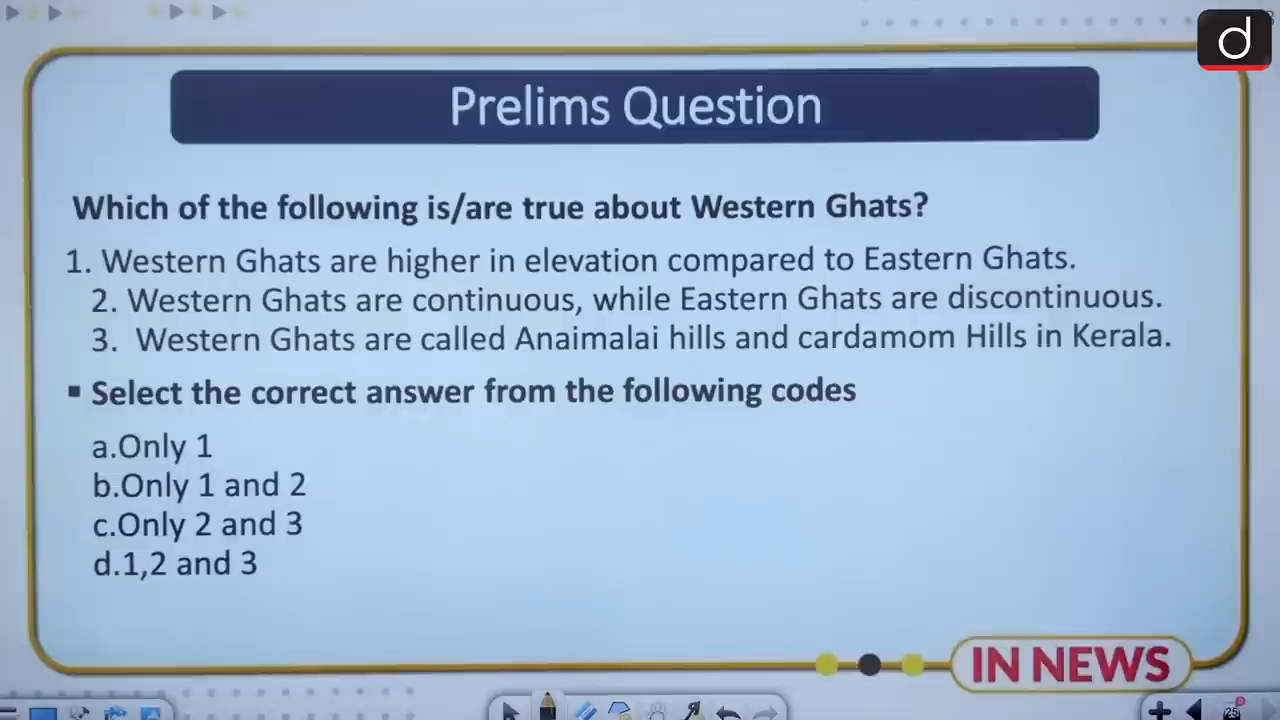 d
Prelims Question
Which of the following is/are true about Western Ghats?
1. Western Ghats are higher in elevation compared to Eastern Ghats.
2. Western Ghats are continuous, while Eastern Ghats are discontinuous.
3. Western Ghats are called Anaimalai hills and cardamom Hills in Kerala.
▪ Select the correct answer from the following codes
a.Only 1
b.Only 1 and 2
c.Only 2 and 3
d.1,2 and 3
IN NEWS
25